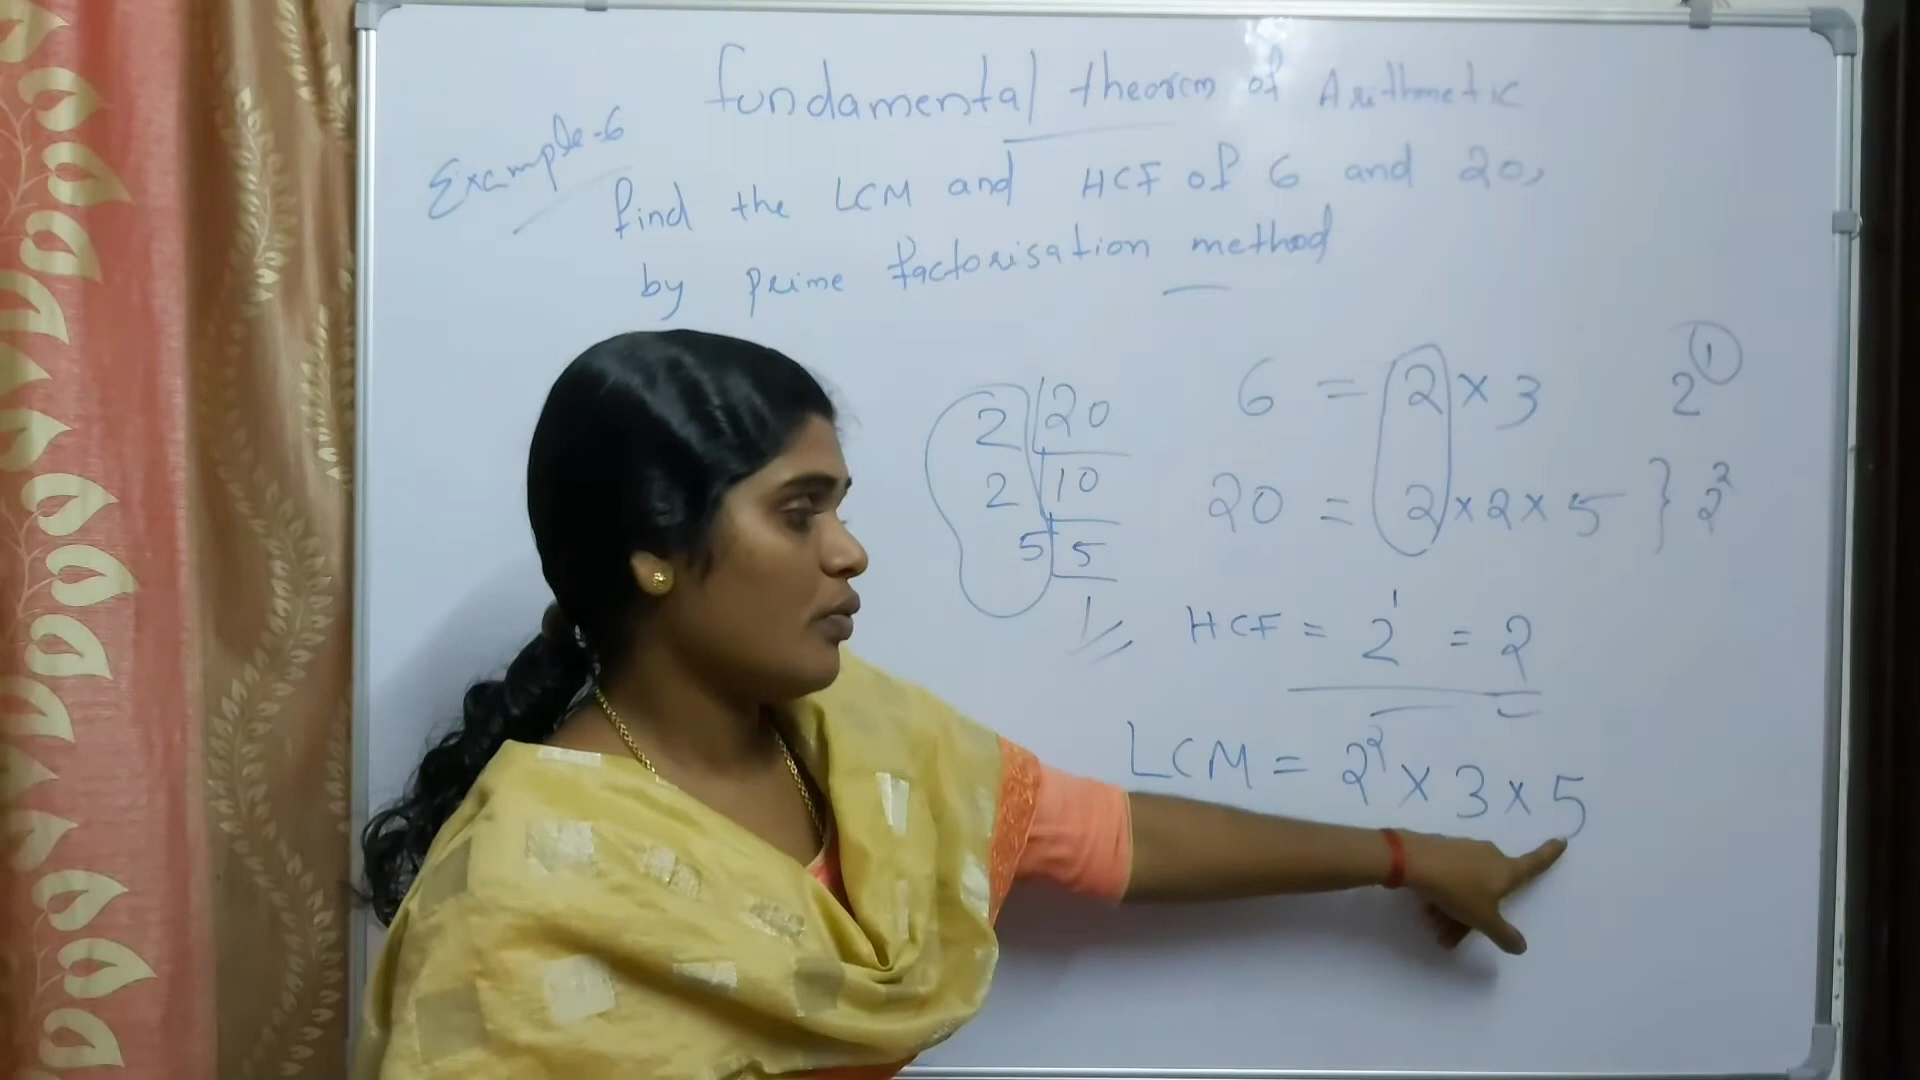 fundamental theorem of Arithmetic
Example-6
find the LCM and HCF of 6 and 20,
by prime factorisation method
2 | 20
2 | 10
5 | 5
1
6 = 2 × 3 2¹
20 = 2 × 2 × 5 } 2²
HCF = 2¹ = 2
LCM = 2² × 3 × 5